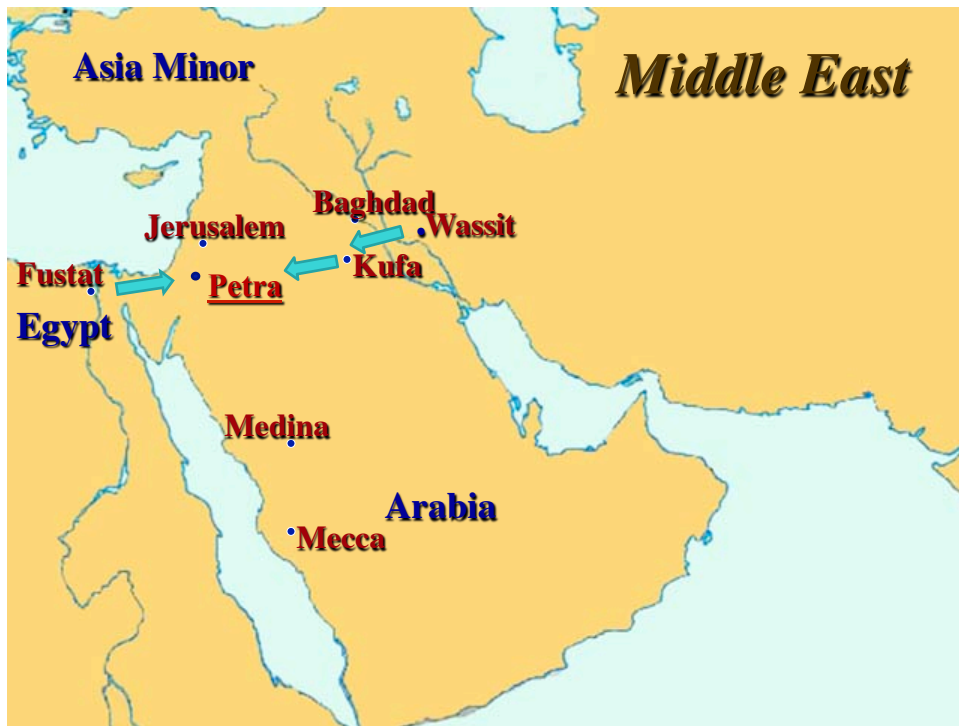 Middle East
Asia Minor
Baghdad
Wassit
Jerusalem
Kufa
Fustat
Petra
Egypt
Medina
Arabia
Mecca